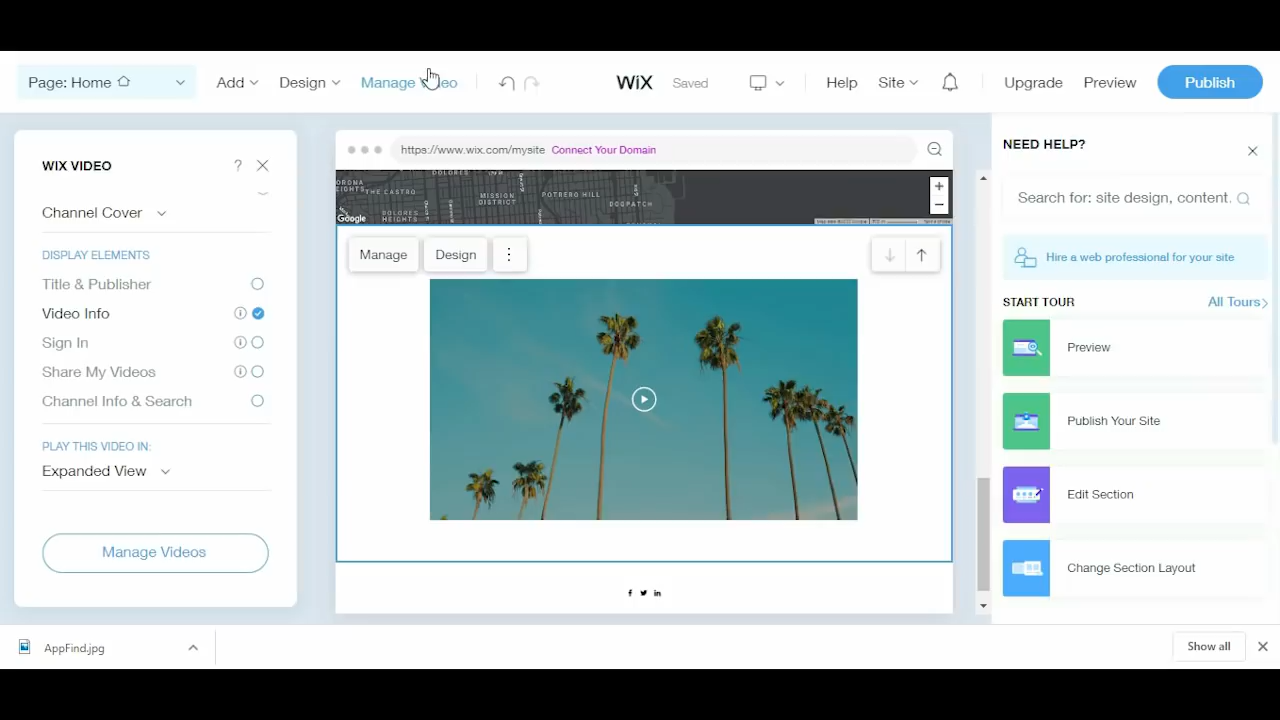 Page: Home
Add
Design
Manage Video
WiX
Saved
Help
Site
Upgrade
Preview
Publish
WIX VIDEO
?
Channel Cover
DISPLAY ELEMENTS
Title & Publisher
Video Info
Sign In
Share My Videos
Channel Info & Search
PLAY THIS VIDEO IN:
Expanded View
Manage Videos
https://www.wix.com/mysite Connect Your Domain
THE CASTRO
DOLORES
MISSION
DISTRICT
POTRERO HILL
DOGPATCH
DOLORES
HEIGHTS
Google
+
−
Manage
Design
NEED HELP?
Search for: site design, content.
Hire a web professional for your site
START TOUR
All Tours
Preview
Publish Your Site
Edit Section
Change Section Layout
AppFind.jpg
Show all